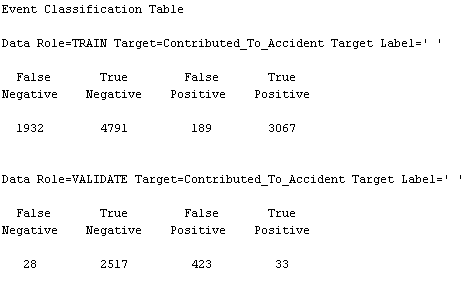 Event Classification Table
Data Role=TRAIN Target=Contributed_To_Accident Target Label=' '
False True False True
Negative Negative Positive Positive
1932 4791 189 3067
Data Role=VALIDATE Target=Contributed_To_Accident Target Label=' '
False True False True
Negative Negative Positive Positive
28 2517 423 33